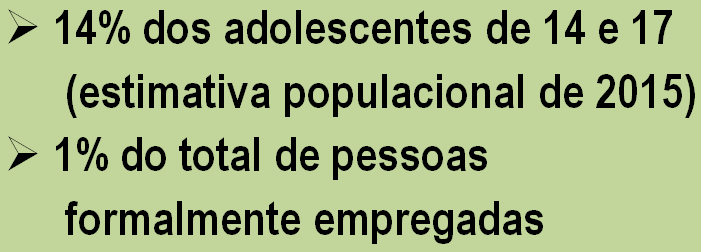 ➢ 14% dos adolescentes de 14 e 17
(estimativa populacional de 2015)
➢ 1% do total de pessoas
formalmente empregadas